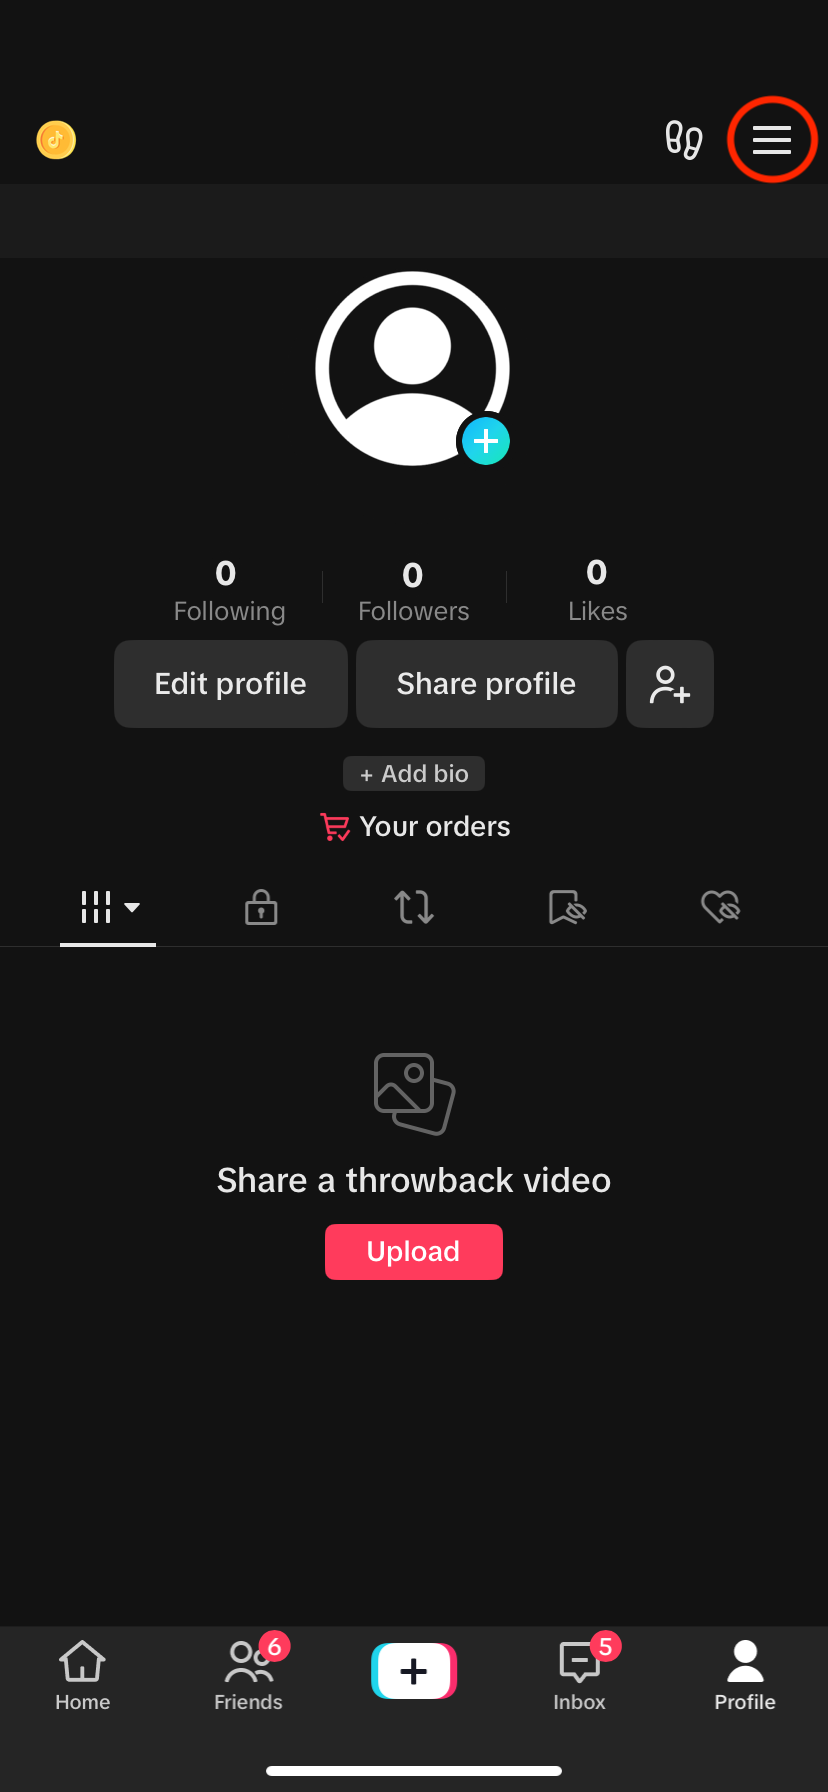 0 0 0
Following Followers Likes
Edit profile Share profile
+ Add bio
Your orders
Share a throwback video
Upload
6 5
Home Friends Inbox Profile